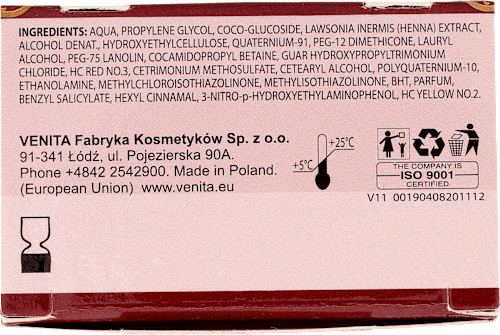 INGREDIENTS: AQUA, PROPYLENE GLYCOL, COCO-GLUCOSIDE, LAWSONIA INERMIS (HENNA) EXTRACT,
ALCOHOL DENAT., HYDROXYETHYLCELLULOSE, QUATERNIUM-91, PEG-12 DIMETHICONE, LAURYL
ALCOHOL, PEG-75 LANOLIN, COCAMIDOPROPYL BETAINE, GUAR HYDROXYPROPYLTRIMONIUM
CHLORIDE, HC RED NO.3, CETRIMONIUM METHOSULFATE, CETEARYL ALCOHOL, POLYQUATERNIUM-10,
ETHANOLAMINE, METHYLCHLOROISOTHIAZOLINONE, METHYLISOTHIAZOLINONE, BHT, PARFUM,
BENZYL SALICYLATE, HEXYL CINNAMAL, 3-NITRO-p-HYDROXYETHYLAMINOPHENOL, HC YELLOW NO.2.
VENITA Fabryka Kosmetyków Sp. z o.o.
91-341 Łódź, ul. Pojezierska 90A.
Phone +4842 2542900. Made in Poland.
(European Union) www.venita.eu
+25°C
+5°C
THE COMPANY IS
ISO 9001
CERTIFIED
V11 00190408201112